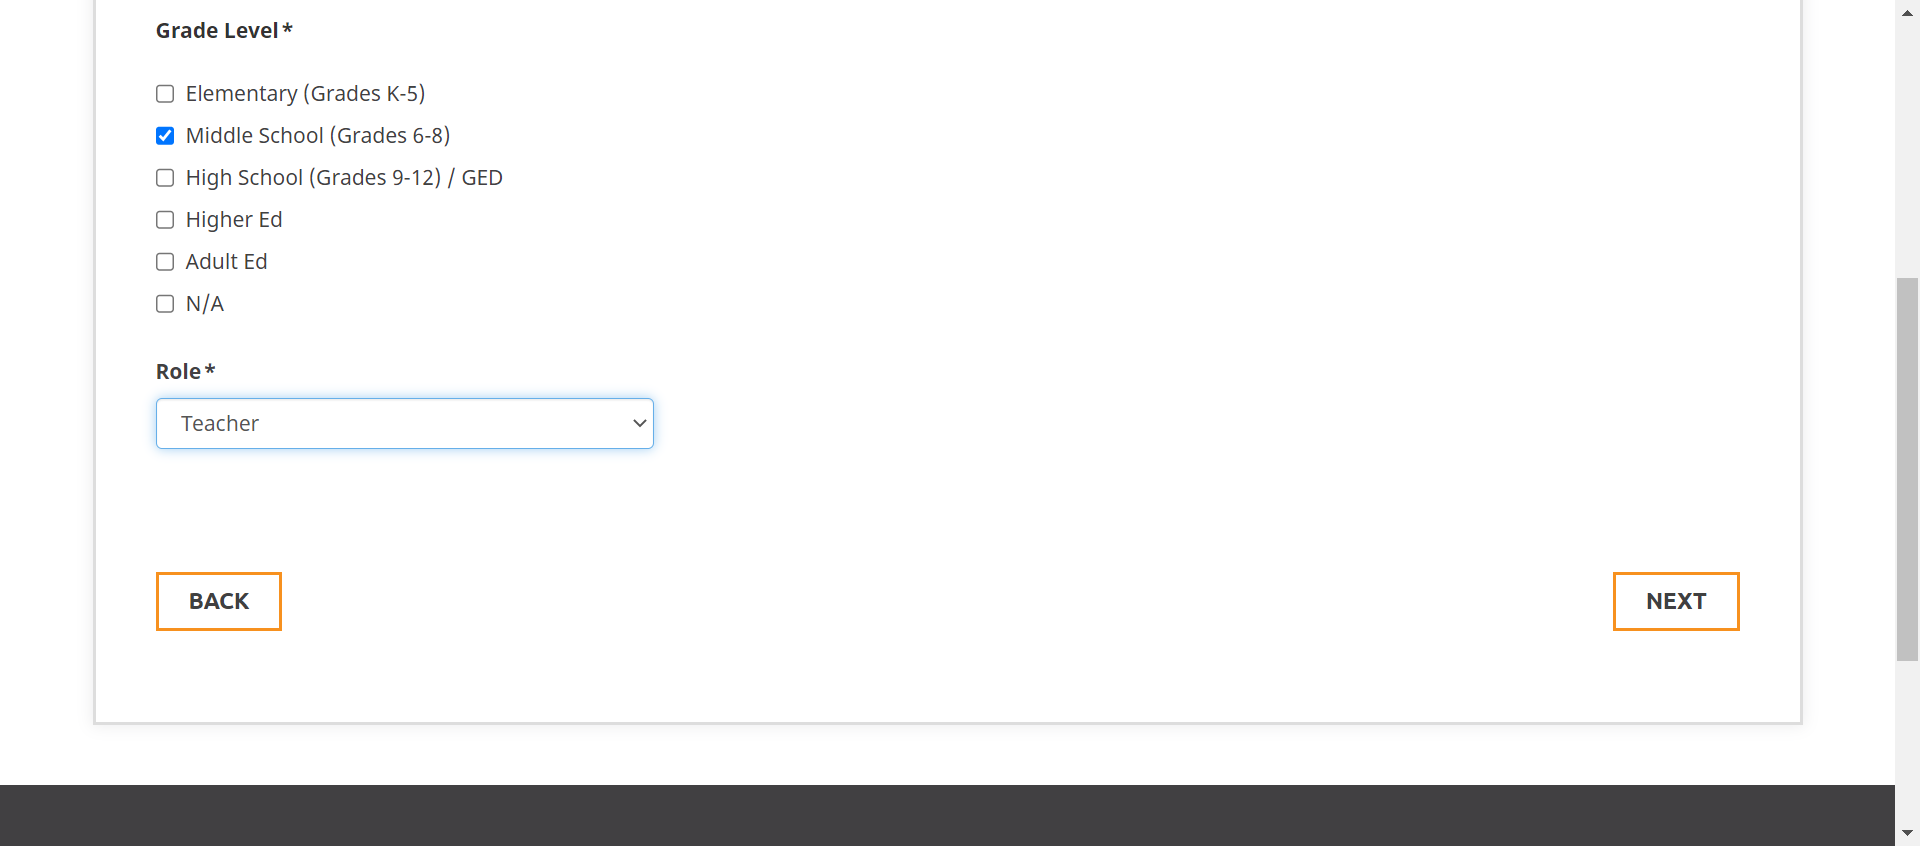 Grade Level*
Elementary (Grades K-5)
Middle School (Grades 6-8)
High School (Grades 9-12) / GED
Higher Ed
Adult Ed
N/A
Role*
Teacher
BACK
NEXT